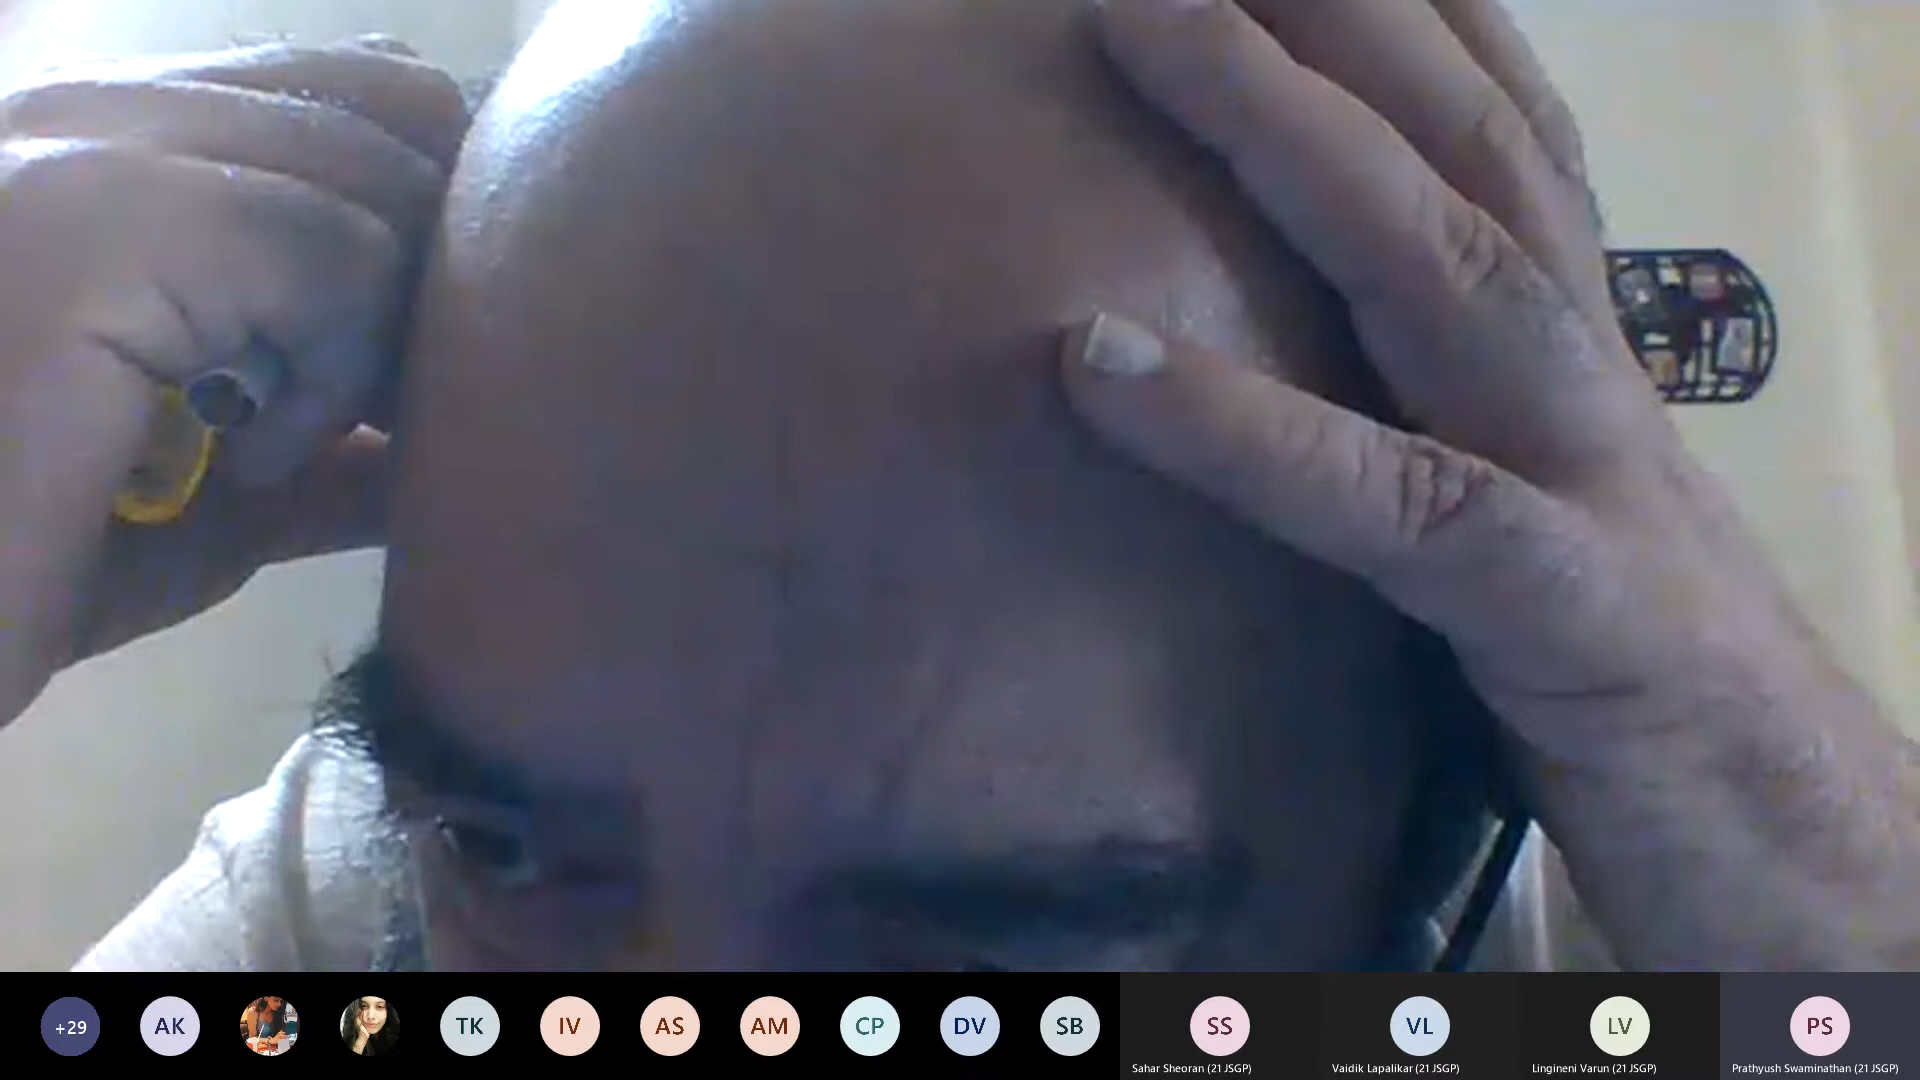 +29
AK
TK
IV
AS
AM
CP
DV
SB
SS
VL
LV
PS
Sahar Sheoran (21 JSGP)
Vaidik Lapalikar (21 JSGP)
Lingineni Varun (21 JSGP)
Prathyush Swaminathan (21 JSGP)